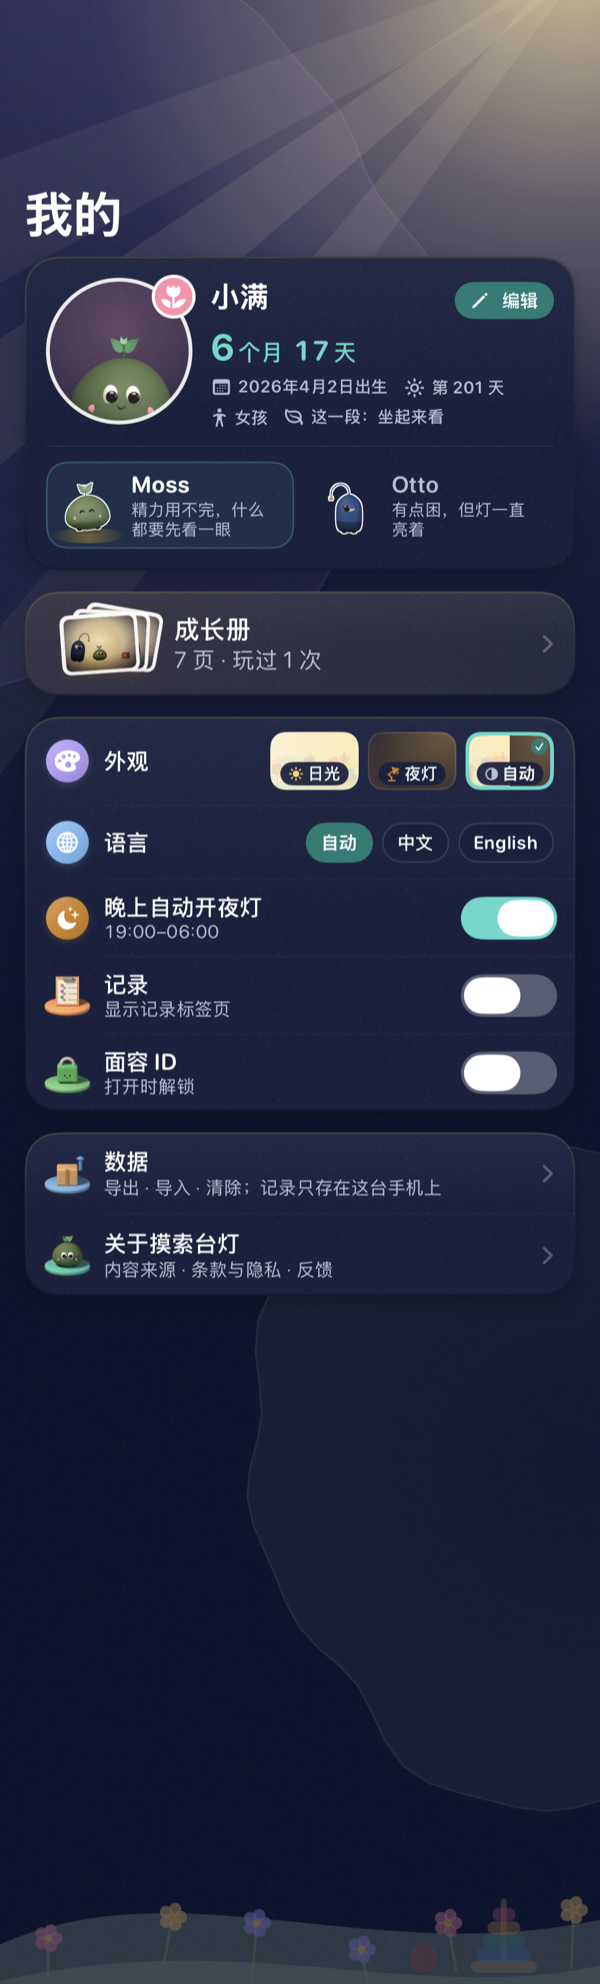 我的
小满
编辑
6个月 17天
2026年4月2日出生 第 201 天
女孩 这一段：坐起来看
Moss
精力用不完，什么
都要先看一眼
Otto
有点困，但灯一直
亮着
成长册
7 页 · 玩过 1 次
外观
日光
夜灯
自动
语言
自动
中文
English
晚上自动开夜灯
19:00–06:00
记录
显示记录标签页
面容 ID
打开时解锁
数据
导出 · 导入 · 清除；记录只存在这台手机上
关于摸索台灯
内容来源 · 条款与隐私 · 反馈